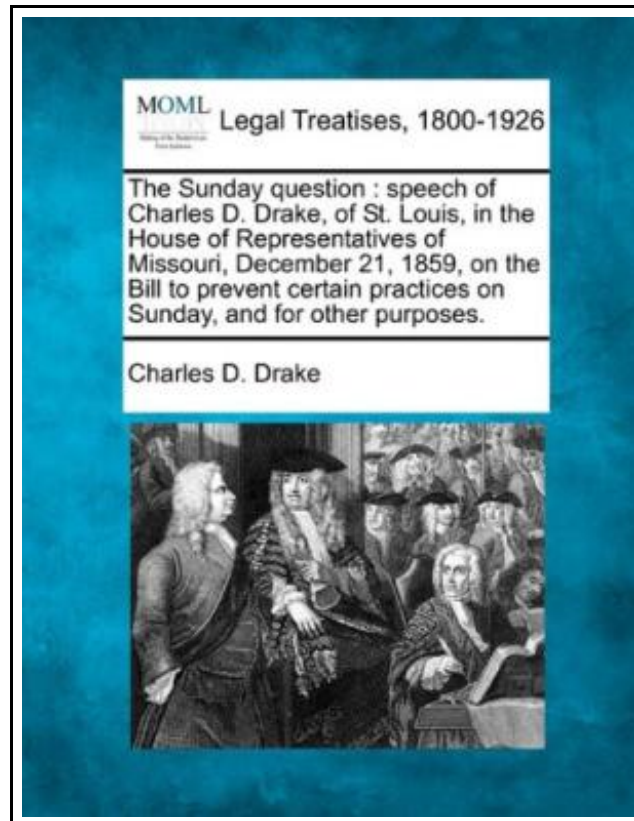 MOML
Legal Treatises, 1800-1926
The Sunday question : speech of
Charles D. Drake, of St. Louis, in the
House of Representatives of
Missouri, December 21, 1859, on the
Bill to prevent certain practices on
Sunday, and for other purposes.
Charles D. Drake